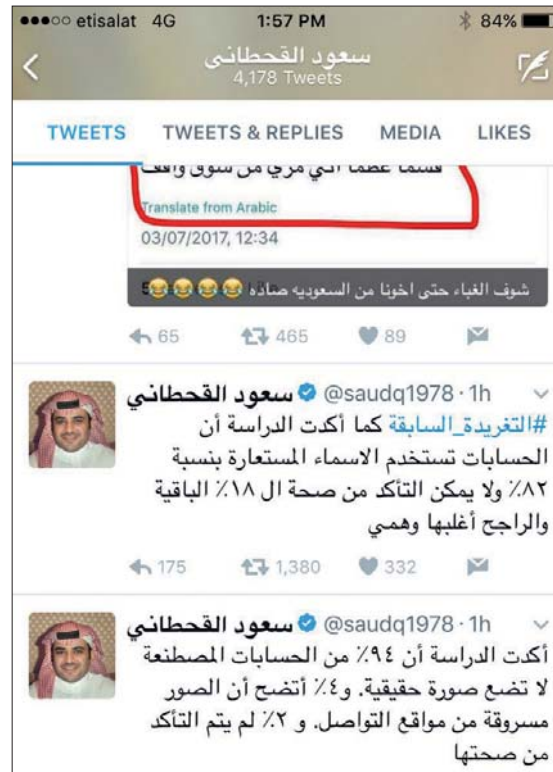 etisalat 4G 1:57 PM 84%
سعود القحطاني
4,178 Tweets
TWEETS TWEETS & REPLIES MEDIA LIKES
من سوق واقف
Translate from Arabic
03/07/2017, 12:34
شوف الغباء حتى اخونا من السعوديه صاده 😂😂😂😂
65 465 89
سعود القحطاني @saudq1978 · 1h
#التغريدة_السابقة كما أكدت الدراسة أن
الحسابات تستخدم الاسماء المستعارة بنسبة
٨٢٪ ولا يمكن التأكد من صحة ال ١٨٪ الباقية
والراجح أغلبها وهمي
175 1,380 332
سعود القحطاني @saudq1978 · 1h
أكدت الدراسة أن ٩٤٪ من الحسابات المصطنعة
لا تضع صورة حقيقية. و٤٪ أتضح أن الصور
مسروقة من مواقع التواصل. و ٢٪ لم يتم التأكد
من صحتها